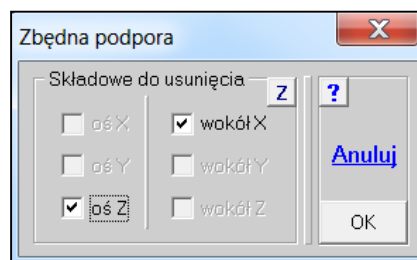 Zbędna podpora
X
Składowe do usunięcia
Z
?
oś X
wokół X
oś Y
wokół Y
Anuluj
oś Z
wokół Z
OK